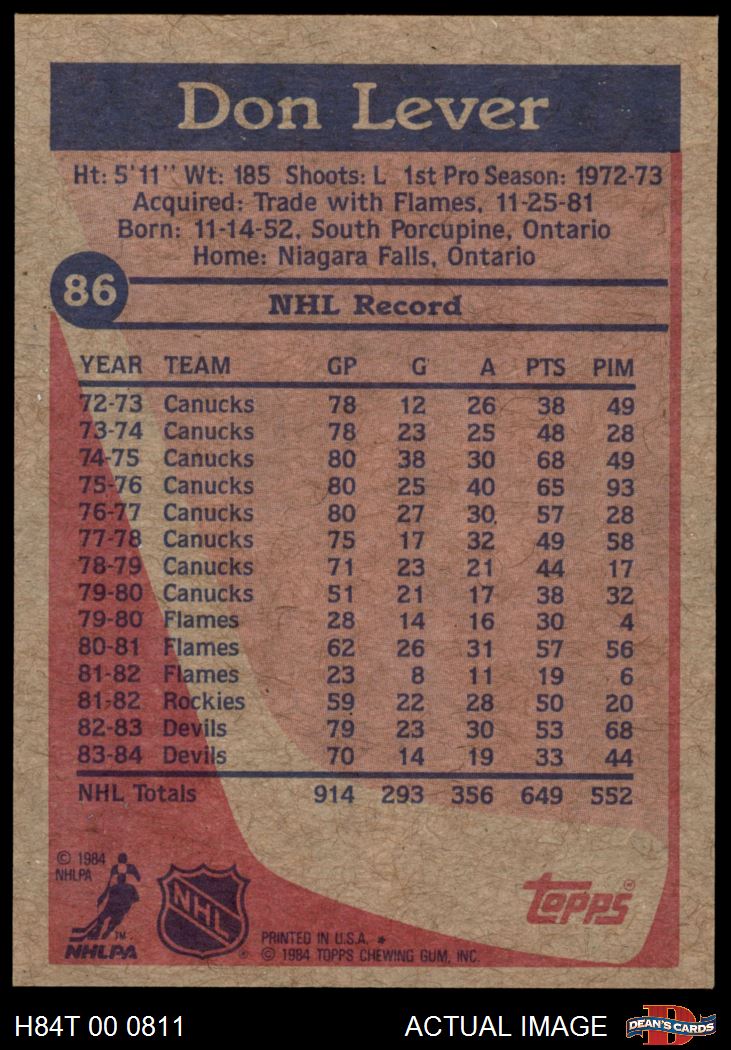 Don Lever
Ht: 5'11" Wt: 185 Shoots: L 1st Pro Season: 1972-73
Acquired: Trade with Flames, 11-25-81
Born: 11-14-52, South Porcupine, Ontario
Home: Niagara Falls, Ontario
86
NHL Record
YEAR TEAM GP G A PTS PIM
72-73 Canucks 78 12 26 38 49
73-74 Canucks 78 23 25 48 28
74-75 Canucks 80 38 30 68 49
75-76 Canucks 80 25 40 65 93
76-77 Canucks 80 27 30 57 28
77-78 Canucks 75 17 32 49 58
78-79 Canucks 71 23 21 44 17
79-80 Canucks 51 21 17 38 32
79-80 Flames 28 14 16 30 4
80-81 Flames 62 26 31 57 56
81-82 Flames 23 8 11 19 6
81-82 Rockies 59 22 28 50 20
82-83 Devils 79 23 30 53 68
83-84 Devils 70 14 19 33 44
NHL Totals 914 293 356 649 552
© 1984
NHLPA
TM
NHLPA
NHL
®
Topps®
PRINTED IN U.S.A. *
© 1984 TOPPS CHEWING GUM, INC.
H84T 00 0811
ACTUAL IMAGE
D
DEAN'S CARDS